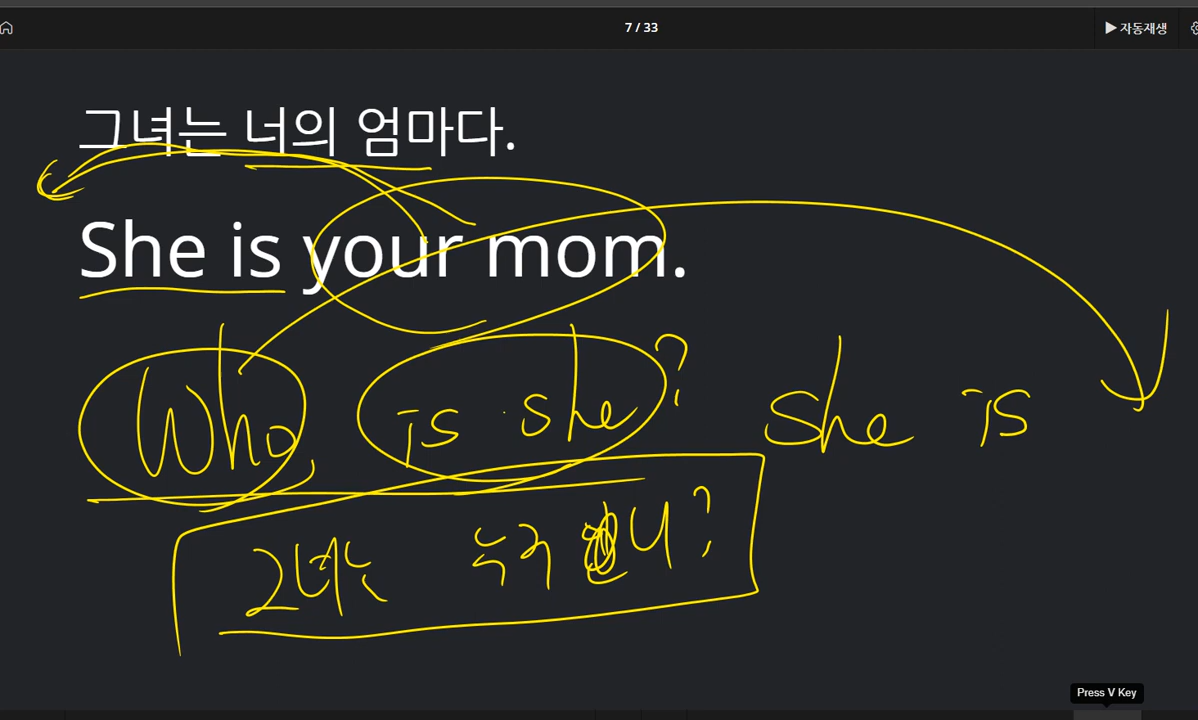 7 / 33
▶ 자동재생
그녀는 너의 엄마다.
She is your mom.
Who is she? She is
그녀는 누구
Press V Key